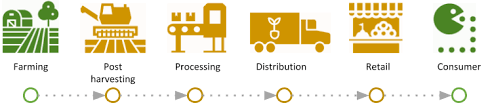 Farming
Post
harvesting
Processing
Distribution
Retail
Consumer